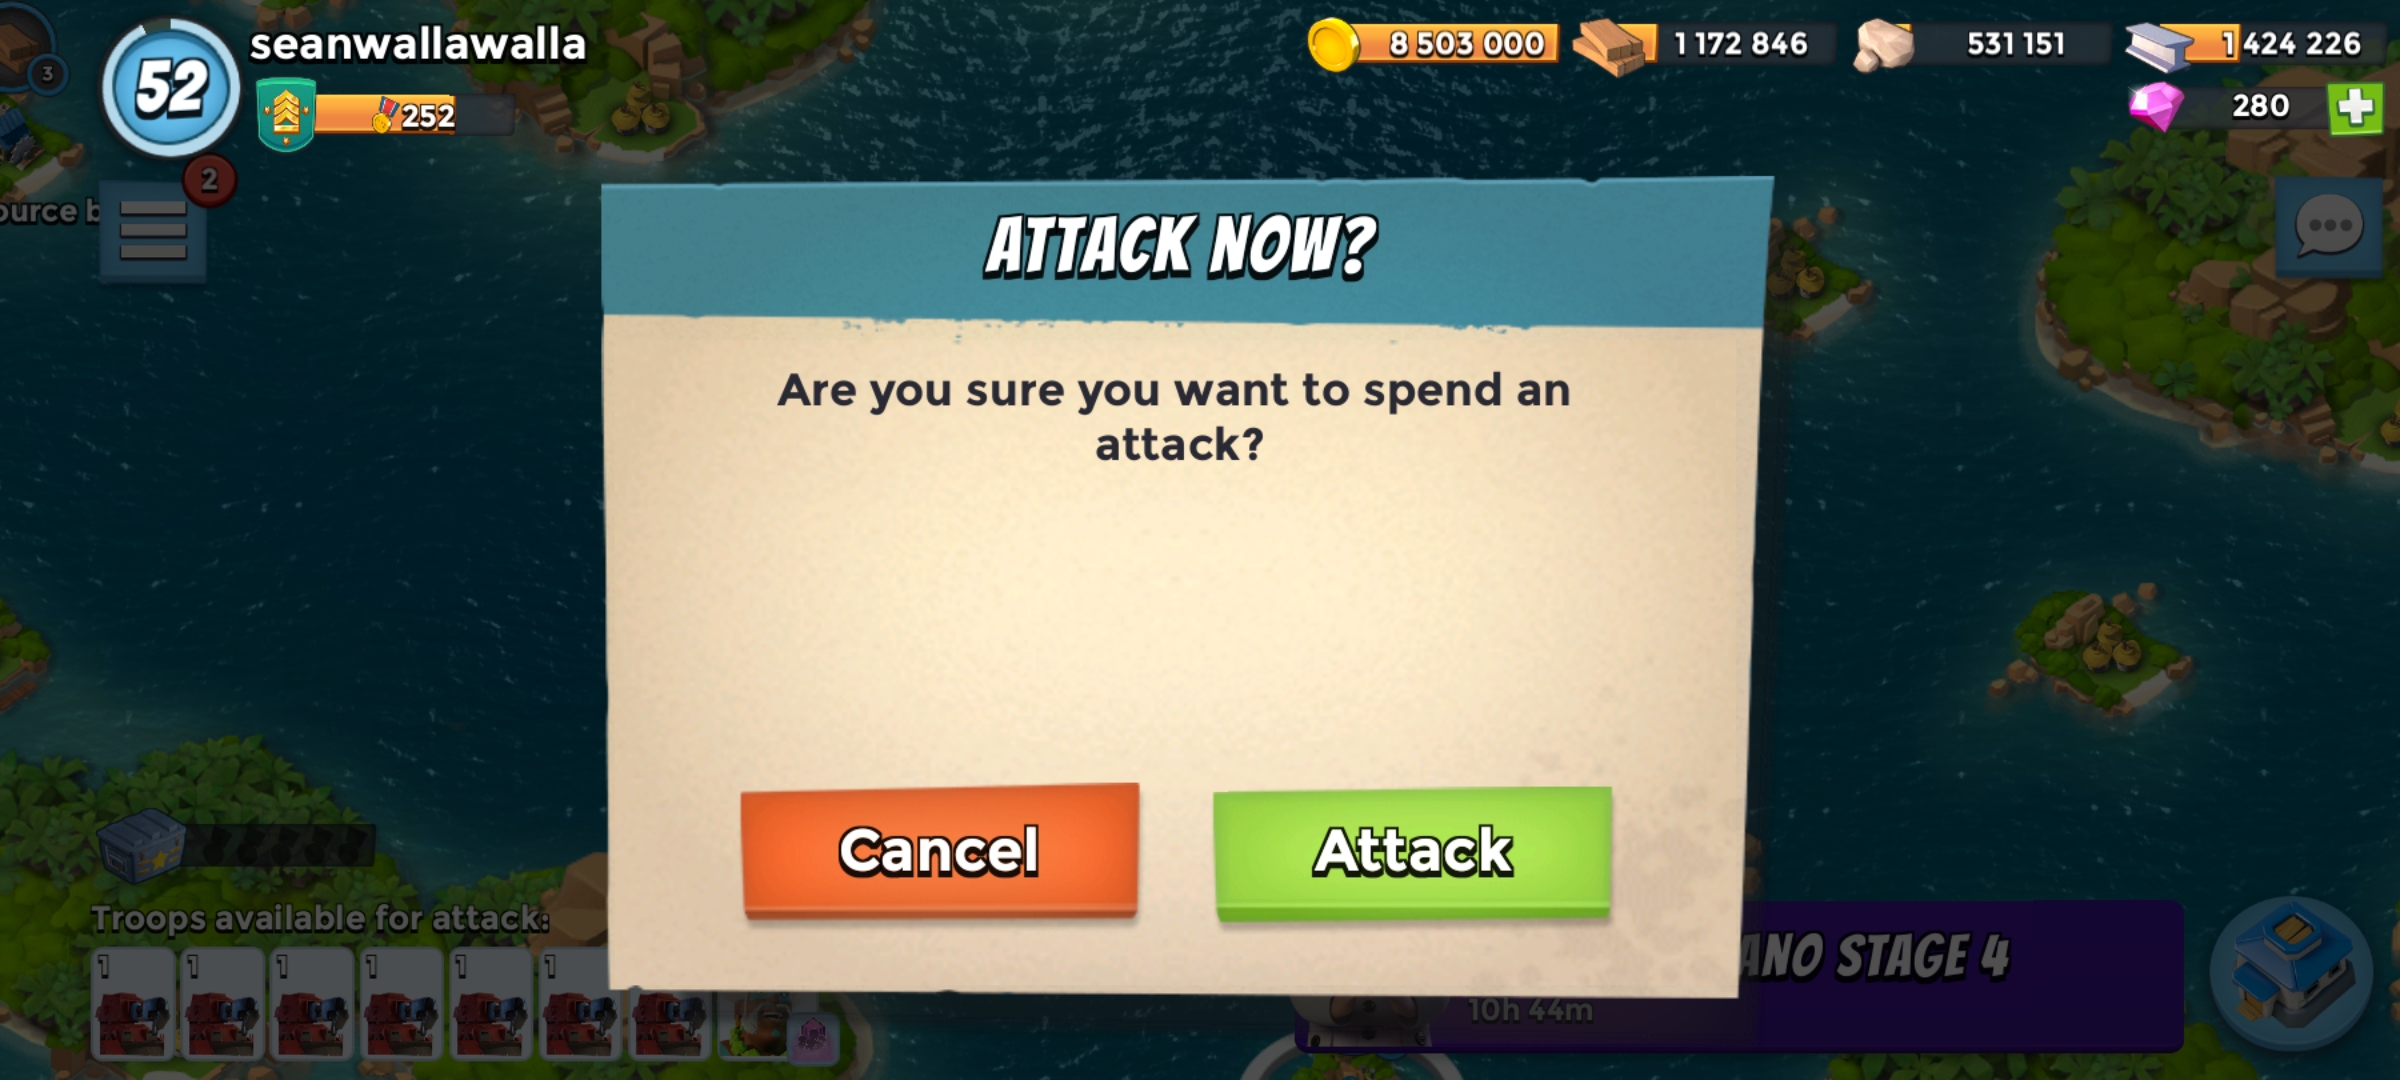 52
seanwallawalla
252
8 503 000
1 172 846
531 151
1 424 226
280
3
2
ource b
ATTACK NOW?
Are you sure you want to spend an
attack?
Cancel
Attack
Troops available for attack:
1 1 1 1 1 1
ANO STAGE 4
10h 44m